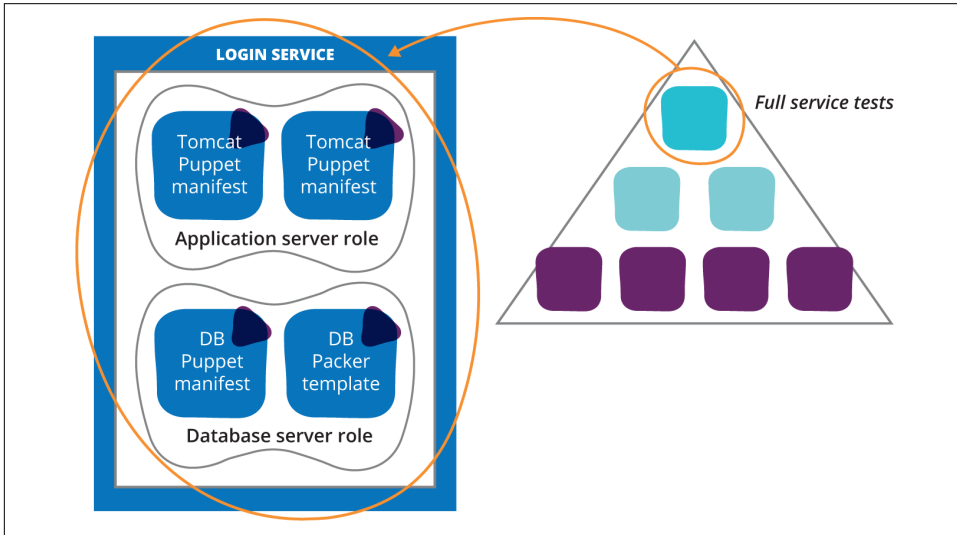 LOGIN SERVICE
Tomcat
Puppet
manifest
Tomcat
Puppet
manifest
Application server role
DB
Puppet
manifest
DB
Packer
template
Database server role
Full service tests